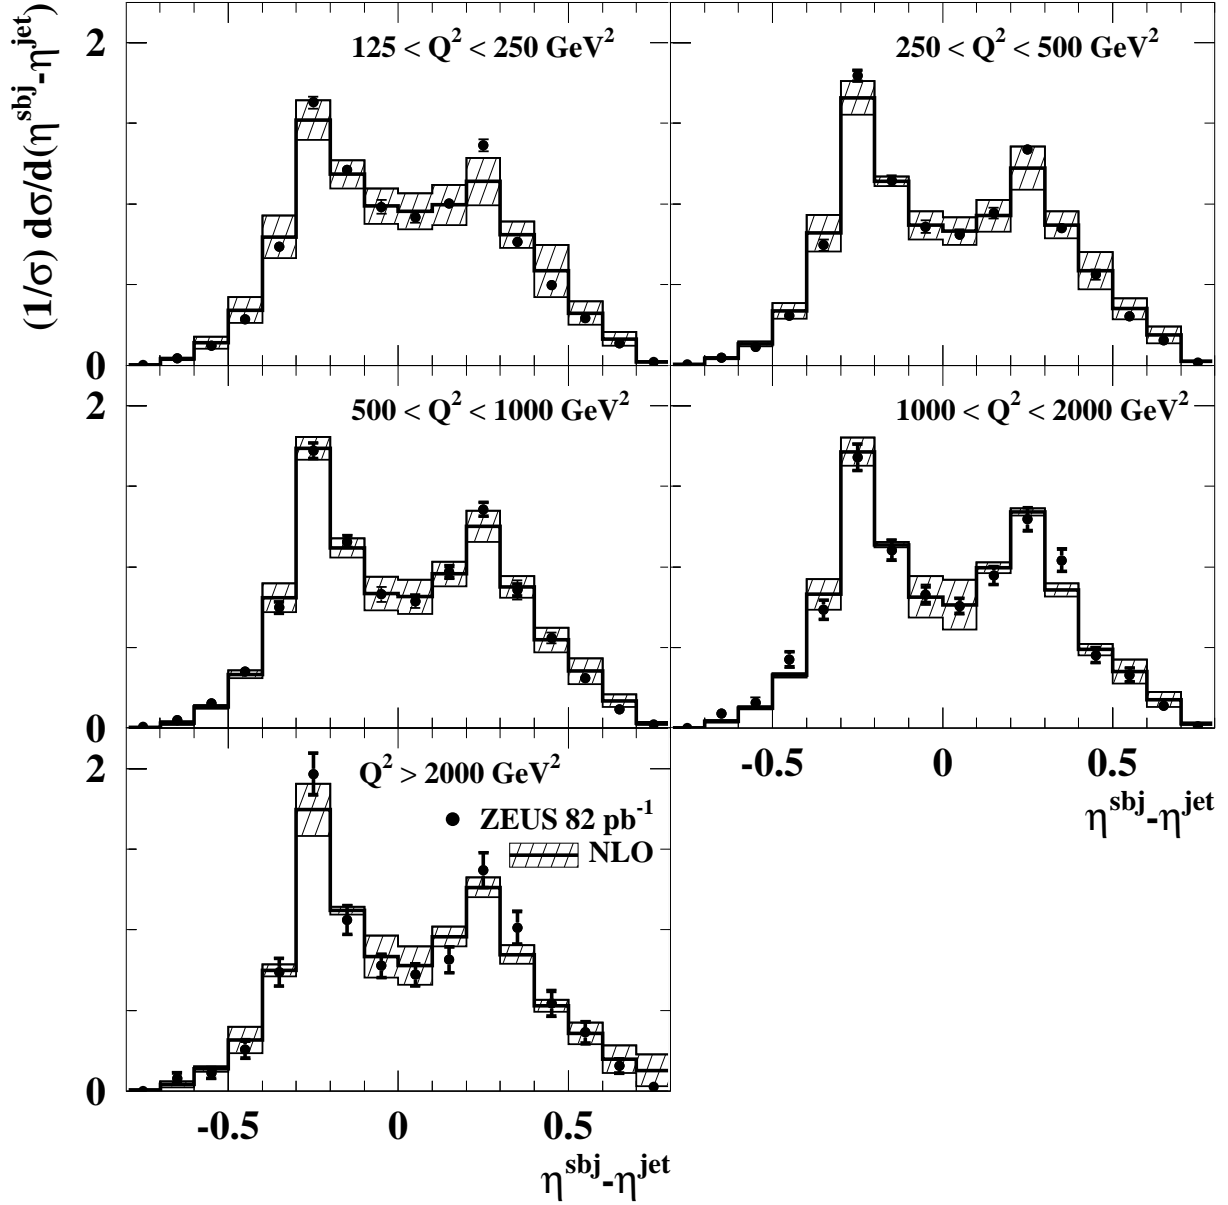 (1/σ) dσ/d(η^sbj-η^jet)
2
125 < Q² < 250 GeV²
250 < Q² < 500 GeV²
0
2
500 < Q² < 1000 GeV²
1000 < Q² < 2000 GeV²
0
-0.5 0 0.5
η^sbj-η^jet
2
Q² > 2000 GeV²
ZEUS 82 pb⁻¹
NLO
0
-0.5 0 0.5
η^sbj-η^jet